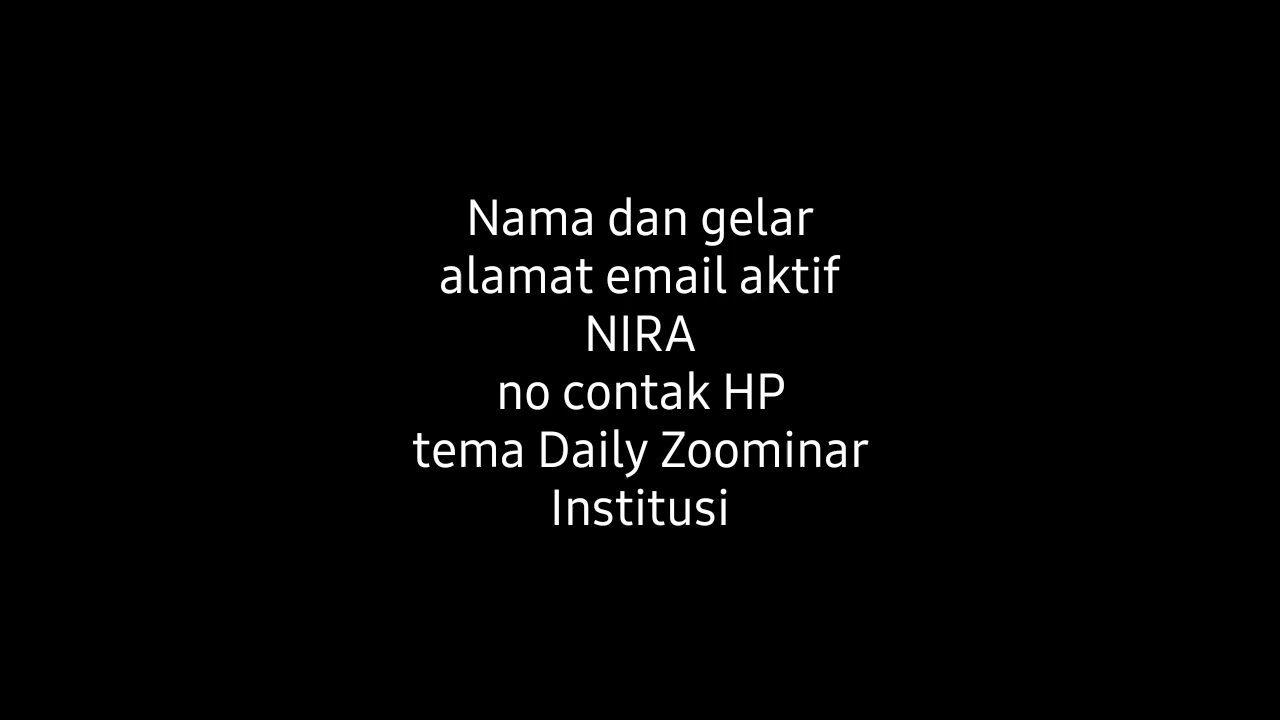 Nama dan gelar
alamat email aktif
NIRA
no contak HP
tema Daily Zoominar
Institusi